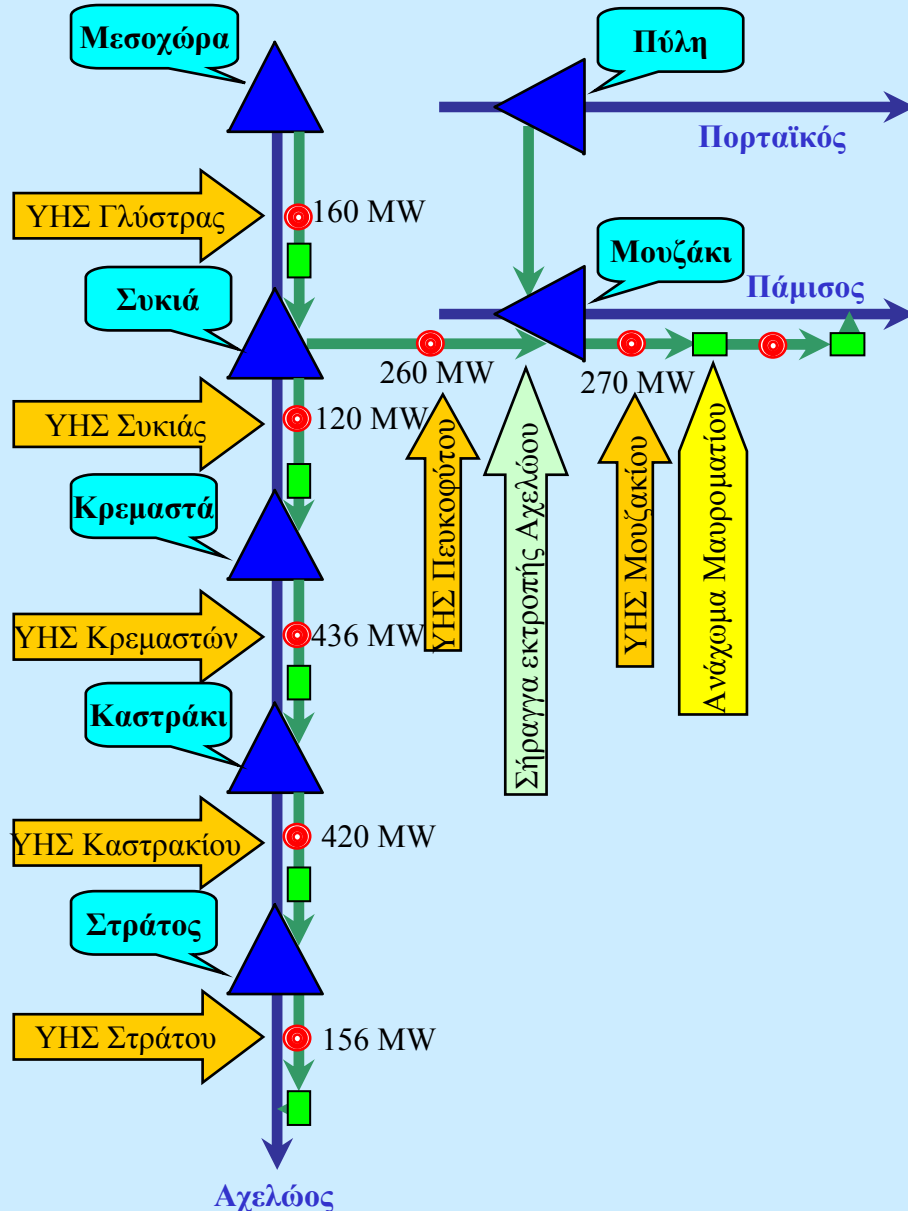 Μεσοχώρα
Πύλη
Πορταϊκός
ΥΗΣ Γλύστρας
160 MW
Μουζάκι
Συκιά
Πάμισος
260 MW
270 MW
ΥΗΣ Συκιάς
120 MW
Κρεμαστά
ΥΗΣ Πευκοφύτου
Σήραγγα εκτροπής Αχελώου
ΥΗΣ Μουζακίου
Ανάχωμα Μαυροματίου
ΥΗΣ Κρεμαστών
436 MW
Καστράκι
ΥΗΣ Καστρακίου
420 MW
Στράτος
ΥΗΣ Στράτου
156 MW
Αχελώος